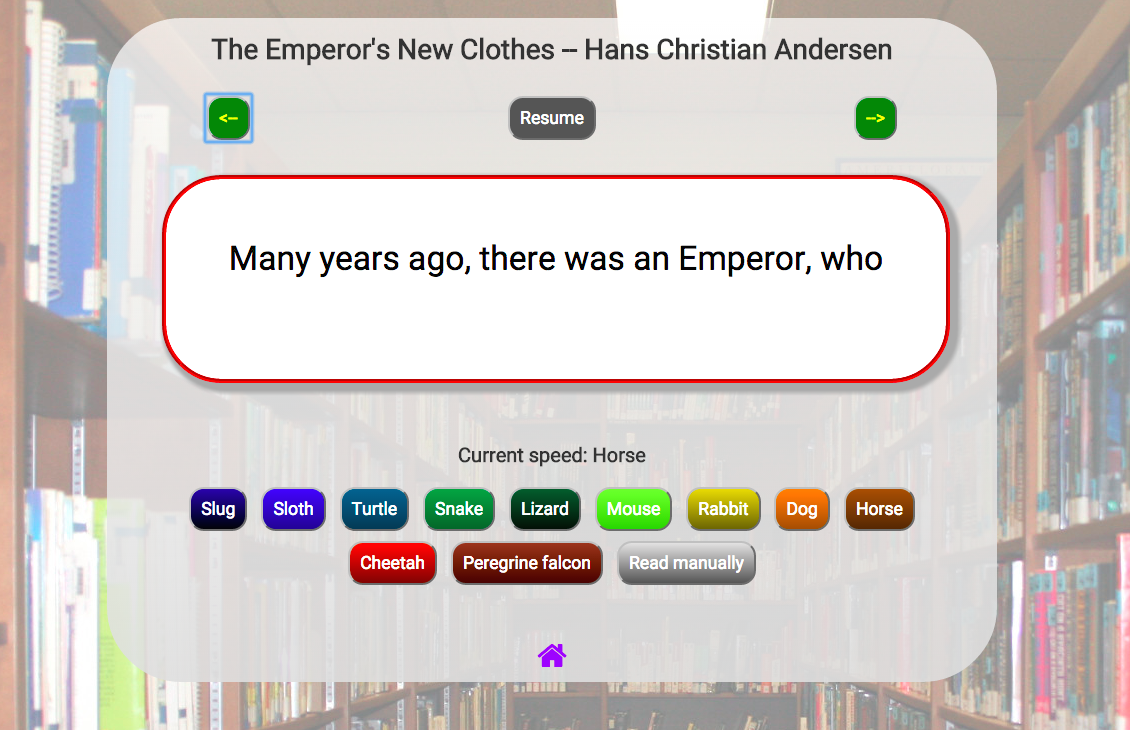 The Emperor's New Clothes -- Hans Christian Andersen
<-- Resume -->
Many years ago, there was an Emperor, who
Current speed: Horse
Slug Sloth Turtle Snake Lizard Mouse Rabbit Dog Horse
Cheetah Peregrine falcon Read manually